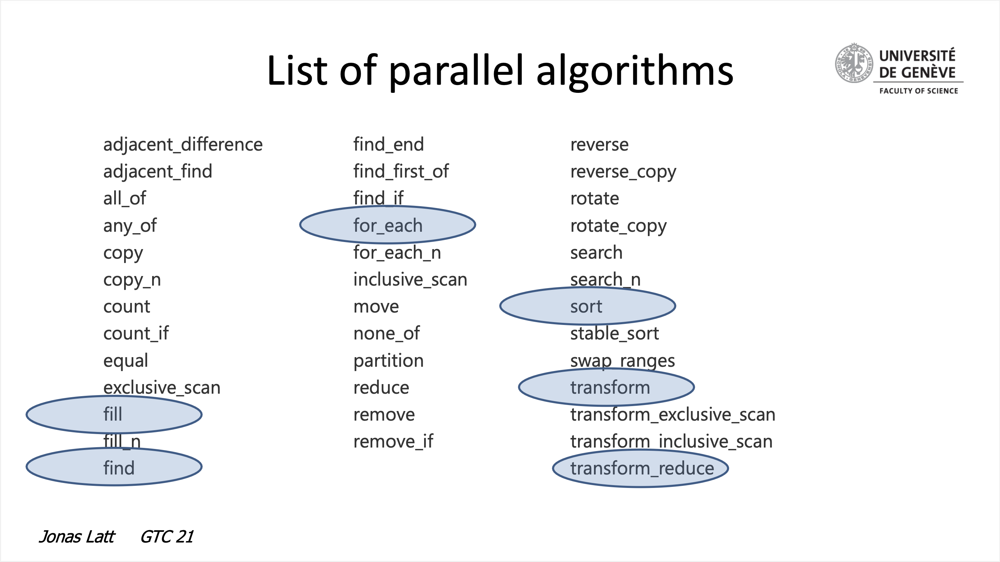 List of parallel algorithms
UNIVERSITÉ
DE GENÈVE
FACULTY OF SCIENCE
adjacent_difference
adjacent_find
all_of
any_of
copy
copy_n
count
count_if
equal
exclusive_scan
fill
fill_n
find
find_end
find_first_of
find_if
for_each
for_each_n
inclusive_scan
move
none_of
partition
reduce
remove
remove_if
reverse
reverse_copy
rotate
rotate_copy
search
search_n
sort
stable_sort
swap_ranges
transform
transform_exclusive_scan
transform_inclusive_scan
transform_reduce
Jonas Latt GTC 21